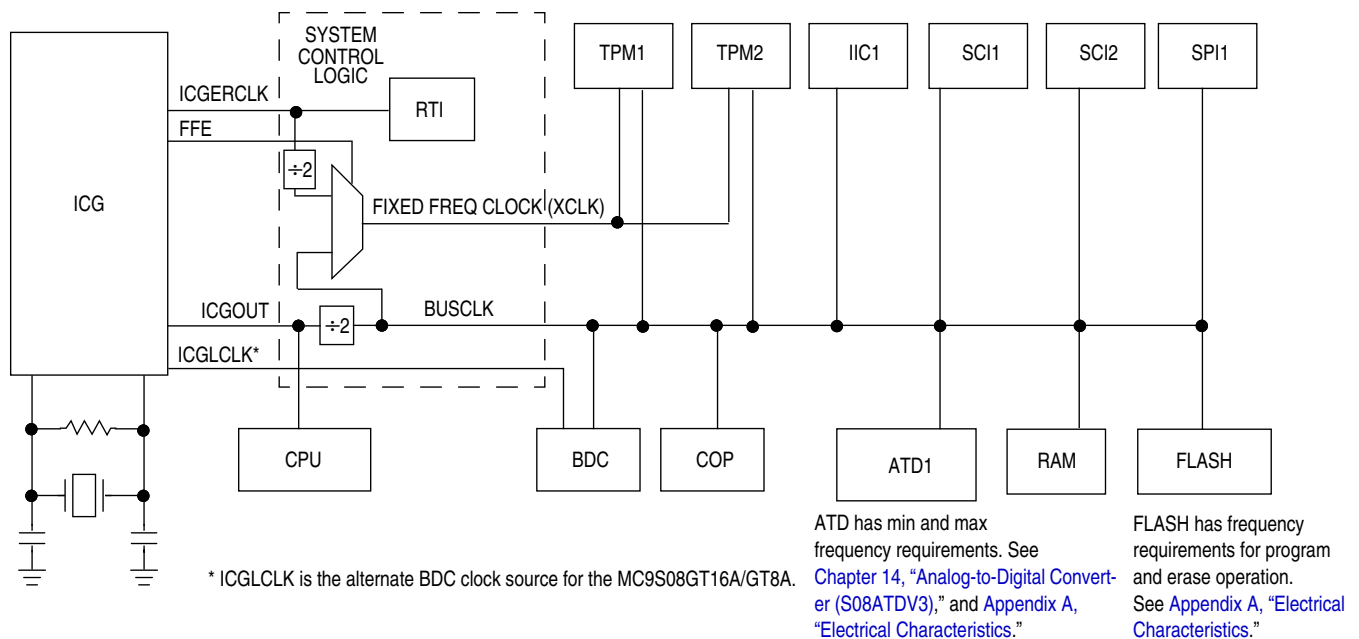 SYSTEM
CONTROL
LOGIC
TPM1
TPM2
IIC1
SCI1
SCI2
SPI1
ICGERCLK
RTI
FFE
÷2
ICG
FIXED FREQ CLOCK (XCLK)
ICGOUT
÷2
BUSCLK
ICGLCLK*
CPU
BDC
COP
ATD1
RAM
FLASH
ATD has min and max
frequency requirements. See
Chapter 14, “Analog-to-Digital Convert-
er (S08ATDV3),” and Appendix A,
“Electrical Characteristics.”
FLASH has frequency
requirements for program
and erase operation.
See Appendix A, “Electrical
Characteristics.”
* ICGLCLK is the alternate BDC clock source for the MC9S08GT16A/GT8A.